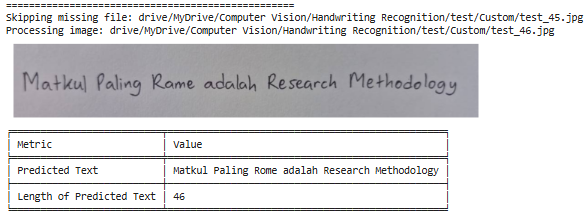 ==================================================
Skipping missing file: drive/MyDrive/Computer Vision/Handwriting Recognition/test/Custom/test_45.jpg
Processing image: drive/MyDrive/Computer Vision/Handwriting Recognition/test/Custom/test_46.jpg
Matkul Paling Rame adalah Research Methodology
Metric Value
Predicted Text Matkul Paling Rome adalah Research Methodology
Length of Predicted Text 46